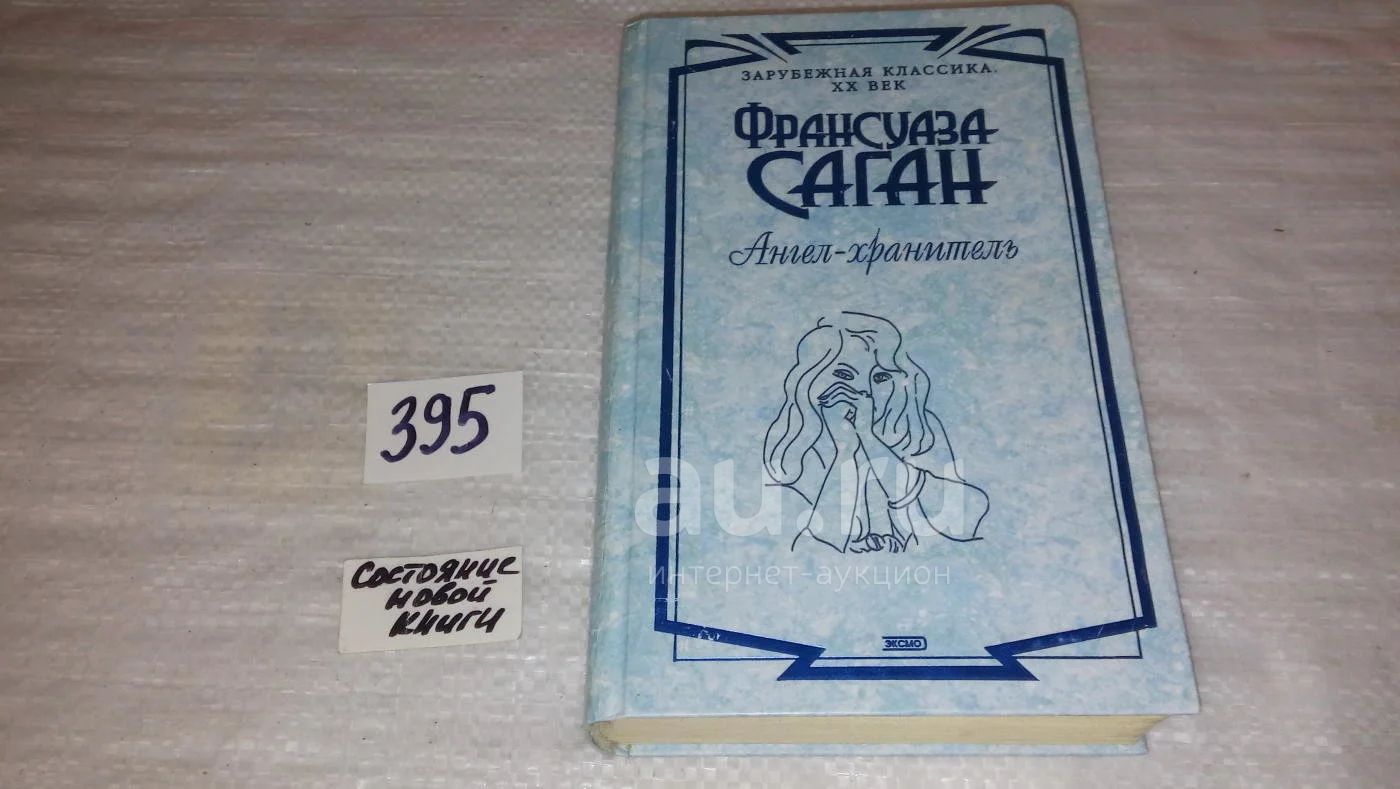 ЗАРУБЕЖНАЯ КЛАССИКА.
XX ВЕК
ФРАНСУАЗА
САГАН
Ангел-хранитель
395
Состояние
новой
книги
au.ru
интернет-аукцион
ЭКСМО